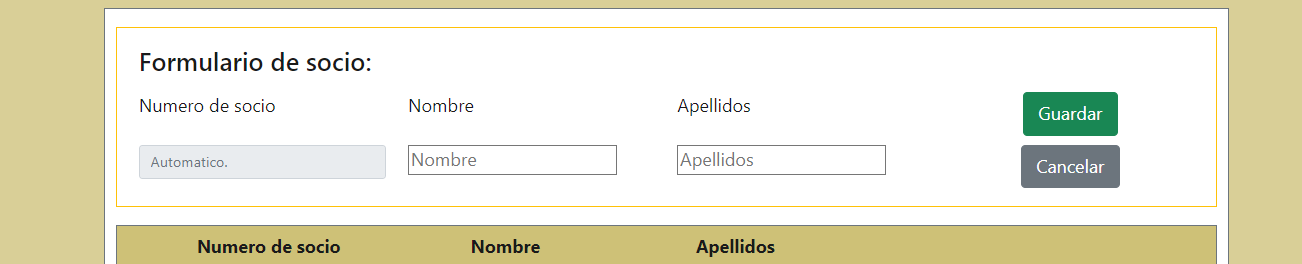 Formulario de socio:
Numero de socio Nombre Apellidos Guardar
Automatico. Nombre Apellidos Cancelar
Numero de socio Nombre Apellidos